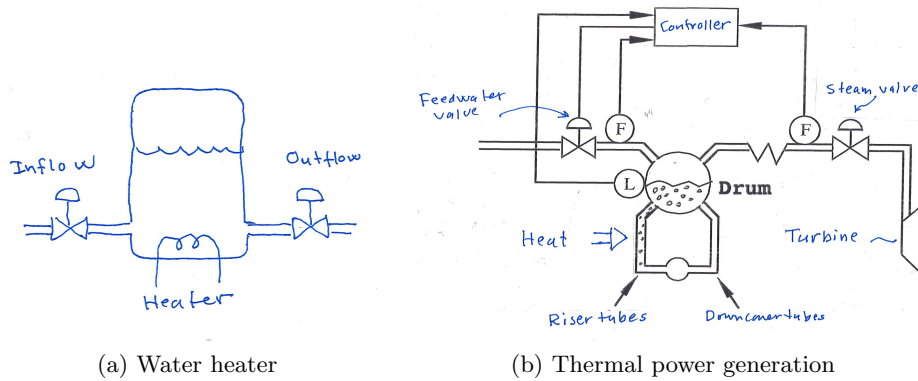 Inflow
Outflow
Heater
(a) Water heater
Controller
Feedwater
valve
Steam valve
F
F
L
Drum
Heat
Turbine
Riser tubes
Downcomer tubes
(b) Thermal power generation